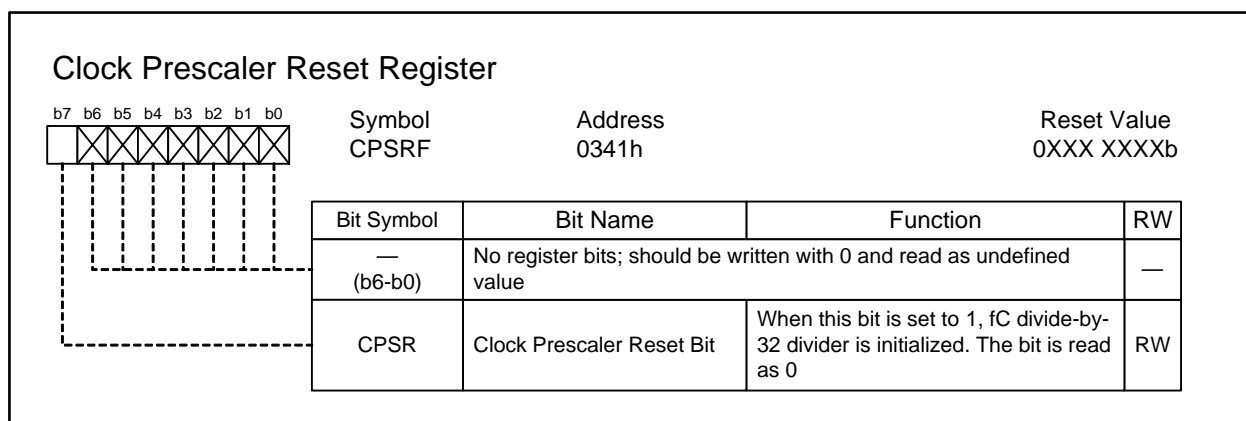 Clock Prescaler Reset Register
b7 b6 b5 b4 b3 b2 b1 b0
Symbol Address Reset Value
CPSRF 0341h 0XXX XXXXb
Bit Symbol Bit Name Function RW
—
(b6-b0)
No register bits; should be written with 0 and read as undefined
value
—
CPSR
Clock Prescaler Reset Bit
When this bit is set to 1, fC divide-by-
32 divider is initialized. The bit is read
as 0
RW